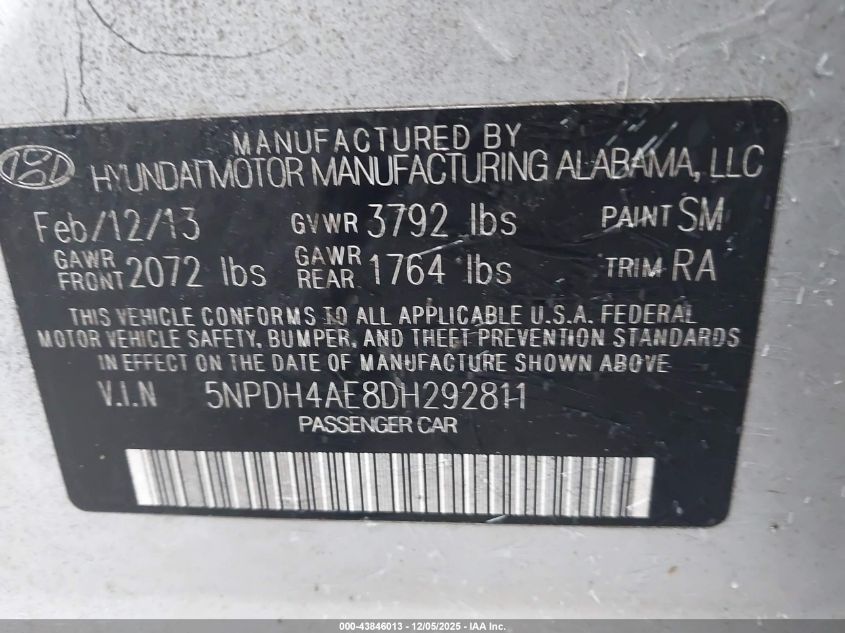 MANUFACTURED BY
HYUNDAI MOTOR MANUFACTURING ALABAMA, LLC
Feb/12/13 GVWR 3792 lbs PAINT SM
GAWR FRONT 2072 lbs GAWR REAR 1764 lbs TRIM RA
THIS VEHICLE CONFORMS TO ALL APPLICABLE U.S.A. FEDERAL
MOTOR VEHICLE SAFETY, BUMPER, AND THEFT PREVENTION STANDARDS
IN EFFECT ON THE DATE OF MANUFACTURE SHOWN ABOVE
V.I.N 5NPDH4AE8DH292811
PASSENGER CAR
000-43846013 - 12/05/2025 - IAA Inc.